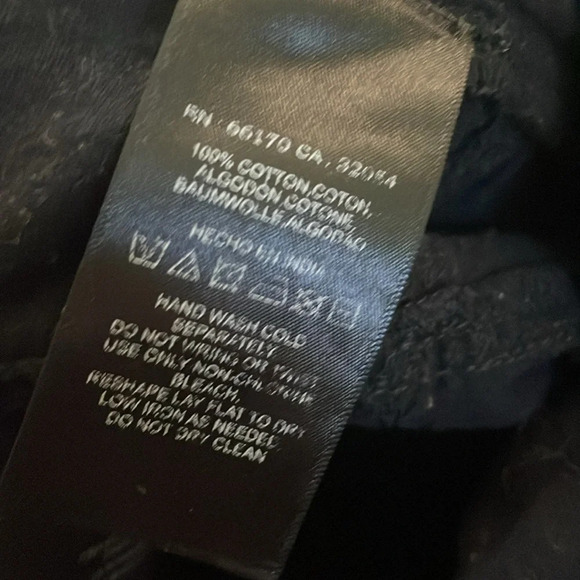 RN . 66170 CA . 32054
100% COTTON, COTON,
ALGODON COTONE,
BAUMWOLLE, ALGODÃO
HECHO EN INDIA
HAND WASH COLD
SEPARATELY
DO NOT WRING OR TWIST
USE ONLY NON-CHLORINE
BLEACH,
RESHAPE LAY FLAT TO DRY
LOW IRON AS NEEDED
DO NOT DRY CLEAN